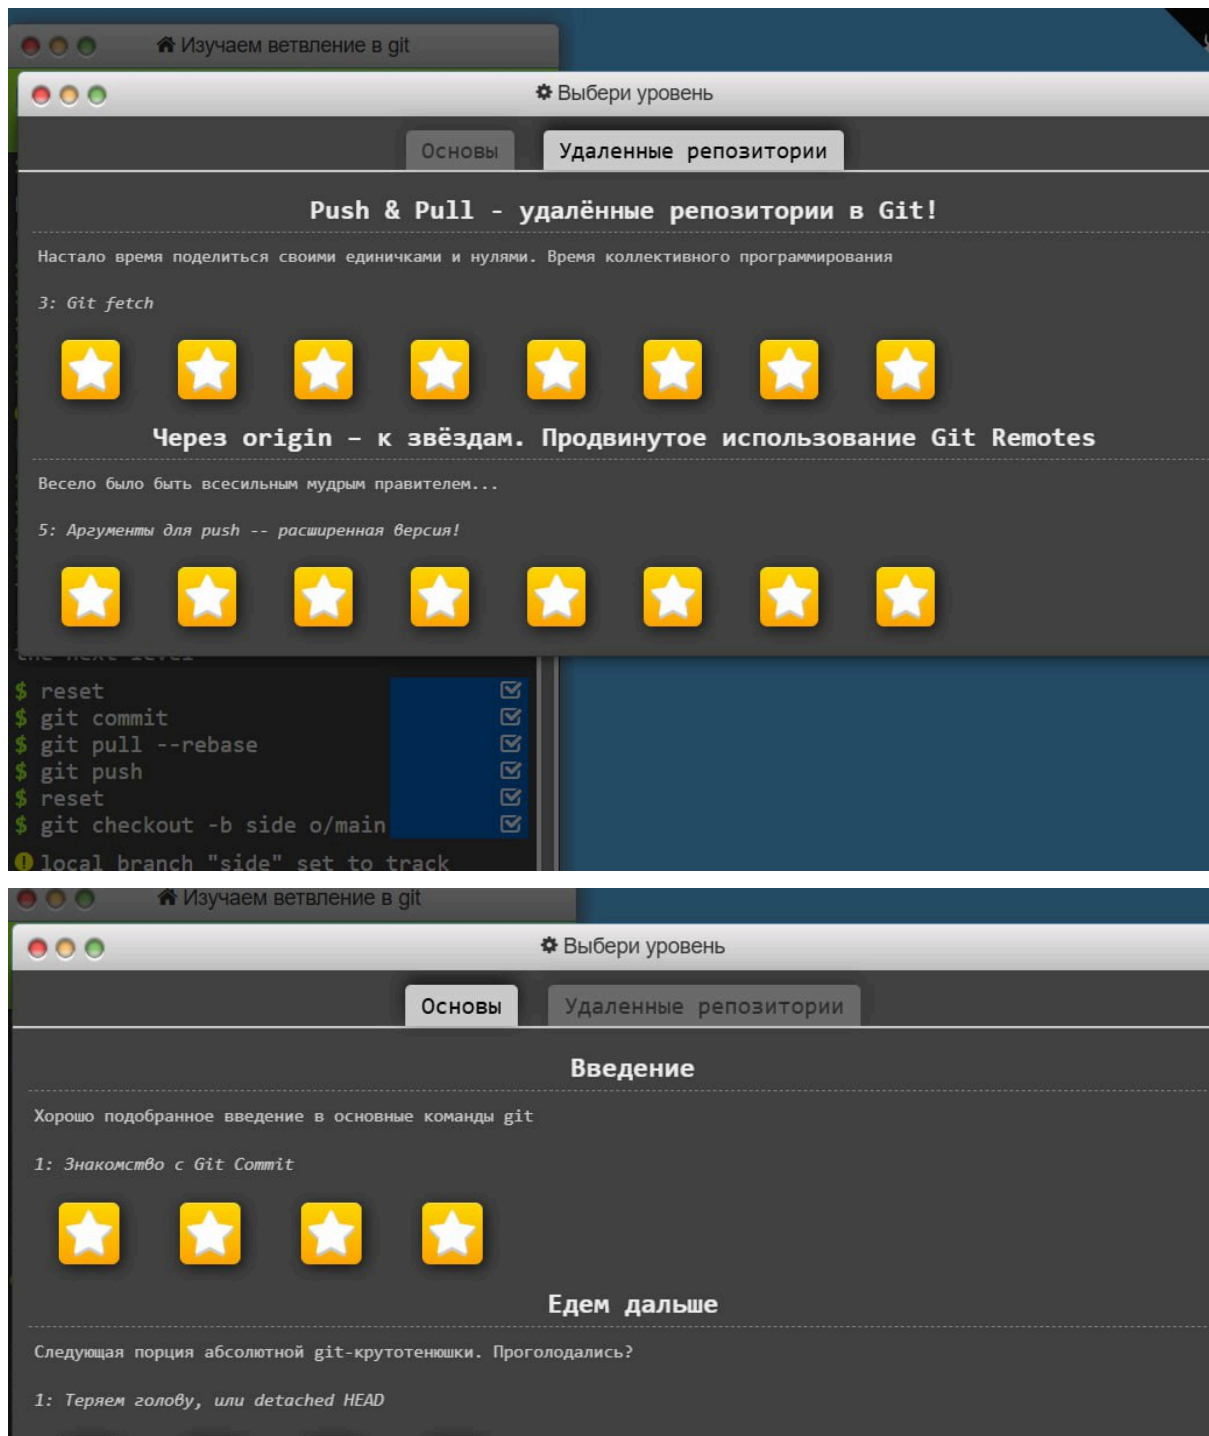 Изучаем ветвление в git
Выбери уровень
Основы
Удаленные репозитории
Push & Pull - удалённые репозитории в Git!
Настало время поделиться своими единичками и нулями. Время коллективного программирования
3: Git fetch
Через origin – к звёздам. Продвинутое использование Git Remotes
Весело было быть всесильным мудрым правителем...
5: Аргументы для push -- расширенная версия!
the next level
$ reset
$ git commit
$ git pull --rebase
$ git push
$ reset
$ git checkout -b side o/main
local branch "side" set to track
Изучаем ветвление в git
Выбери уровень
Основы
Удаленные репозитории
Введение
Хорошо подобранное введение в основные команды git
1: Знакомство с Git Commit
Едем дальше
Следующая порция абсолютной git-крутотенюшки. Проголодались?
1: Теряем голову, или detached HEAD